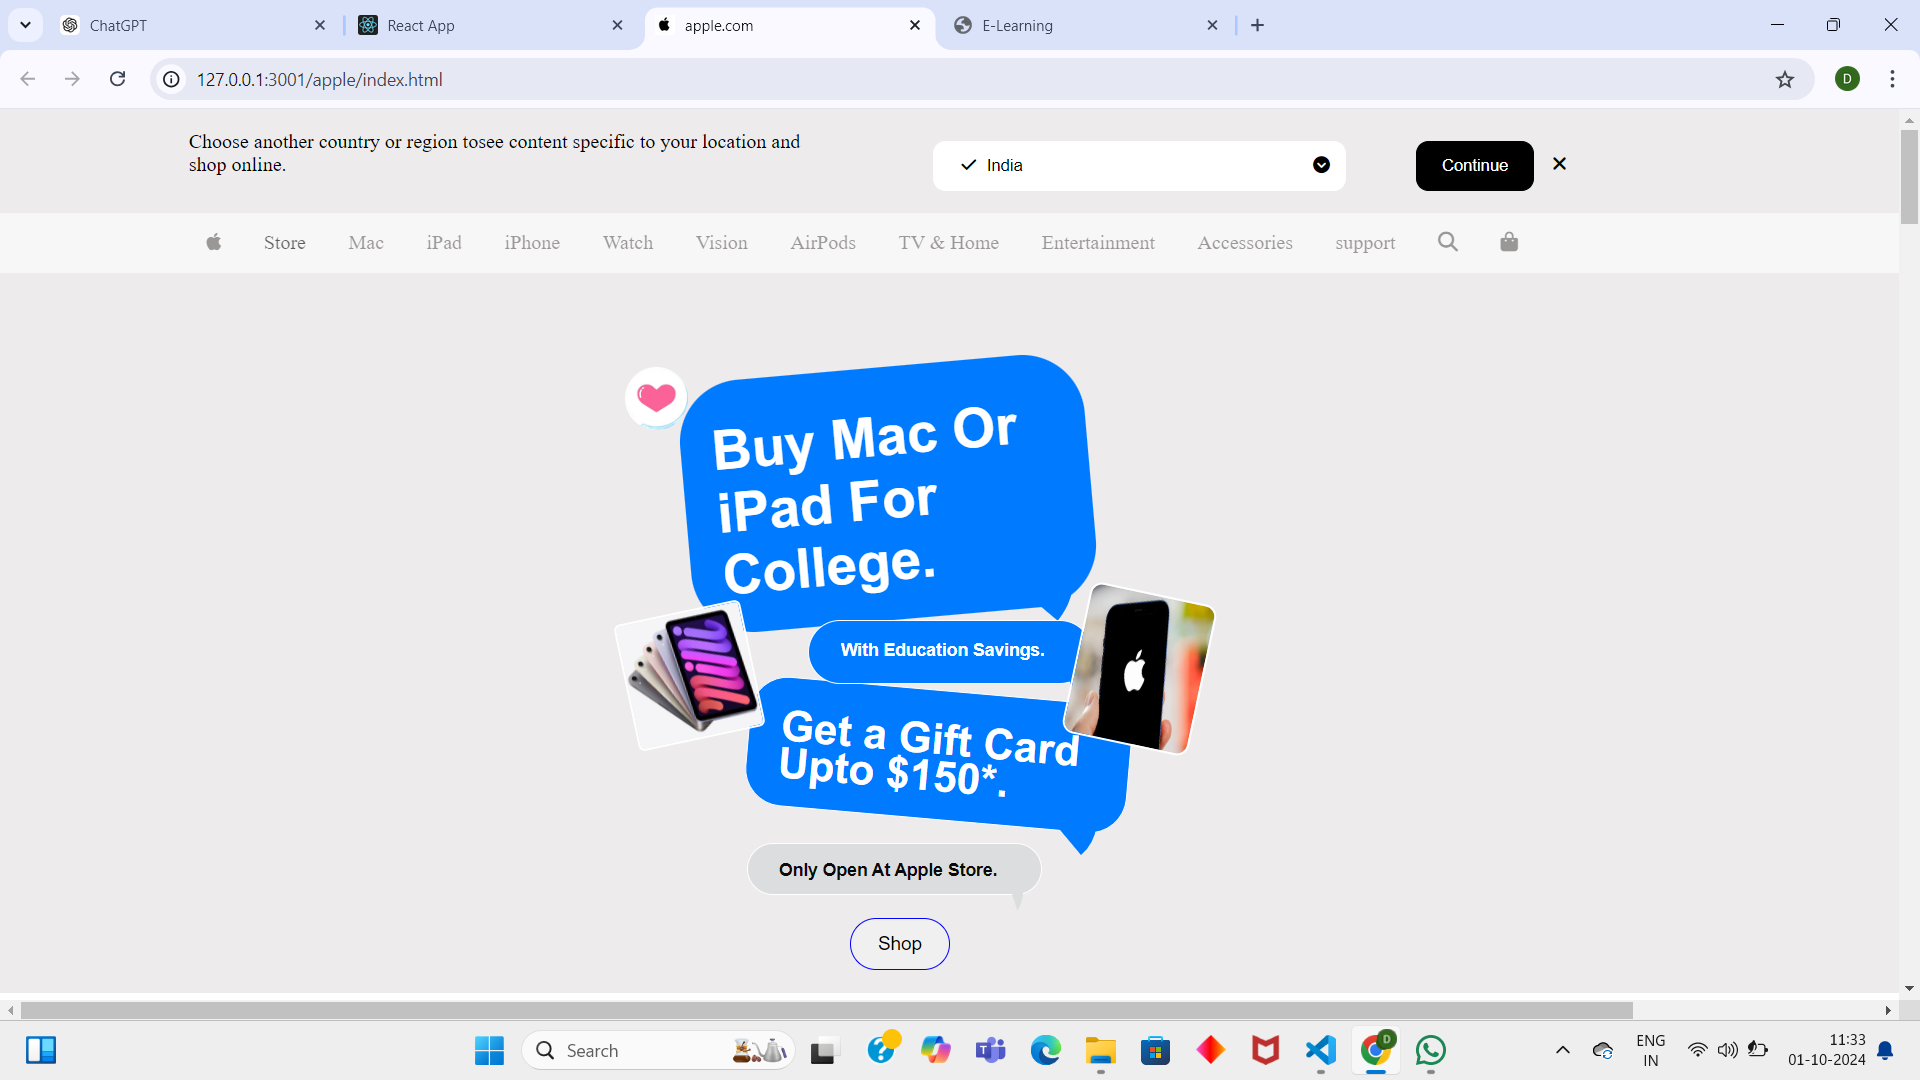 ChatGPT
React App
apple.com
E-Learning
127.0.0.1:3001/apple/index.html
D
Choose another country or region tosee content specific to your location and
shop online.
India
Continue
Store Mac iPad iPhone Watch Vision AirPods TV & Home Entertainment Accessories support
Buy Mac Or
iPad For
College.
With Education Savings.
Get a Gift Card
Upto $150*.
Only Open At Apple Store.
Shop
Search
D
ENG
IN
11:33
01-10-2024